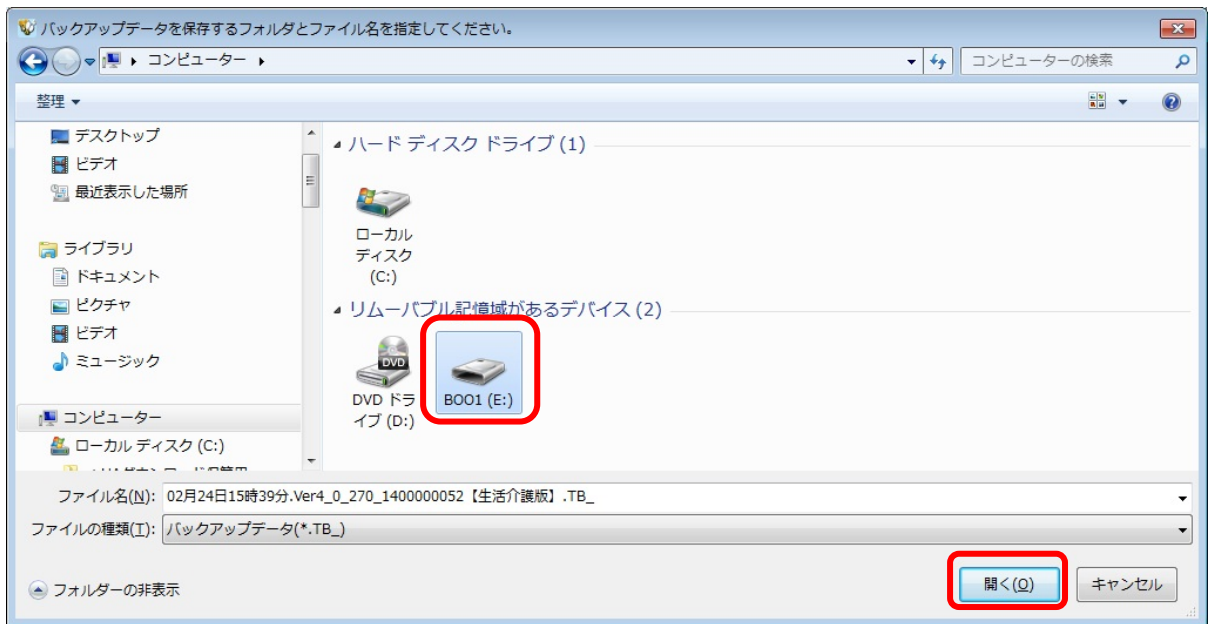 バックアップデータを保存するフォルダとファイル名を指定してください。
コンピューター
コンピューターの検索
整理
デスクトップ
ビデオ
最近表示した場所
ライブラリ
ドキュメント
ピクチャ
ビデオ
ミュージック
コンピューター
ローカル ディスク (C:)
ハード ディスク ドライブ (1)
ローカル
ディスク
(C:)
リムーバブル記憶域があるデバイス (2)
DVD
DVD ドラ
イブ (D:)
BOO1 (E:)
ファイル名(N): 02月24日15時39分.Ver4_0_270_1400000052【生活介護版】.TB_
ファイルの種類(T): バックアップデータ(*.TB_)
フォルダーの非表示
開く(O)
キャンセル